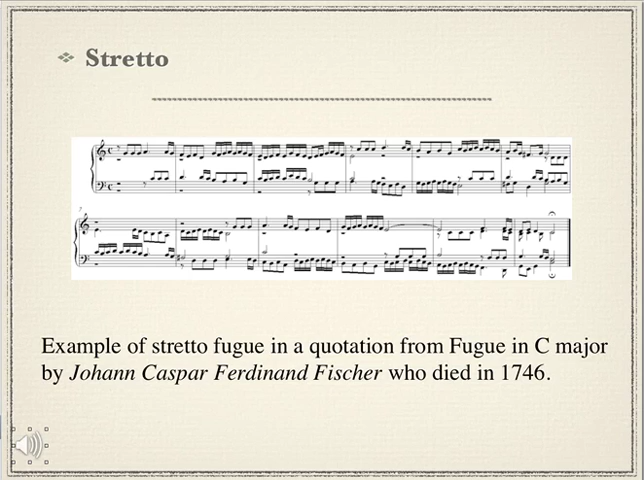 Stretto
Example of stretto fugue in a quotation from Fugue in C major
by Johann Caspar Ferdinand Fischer who died in 1746.